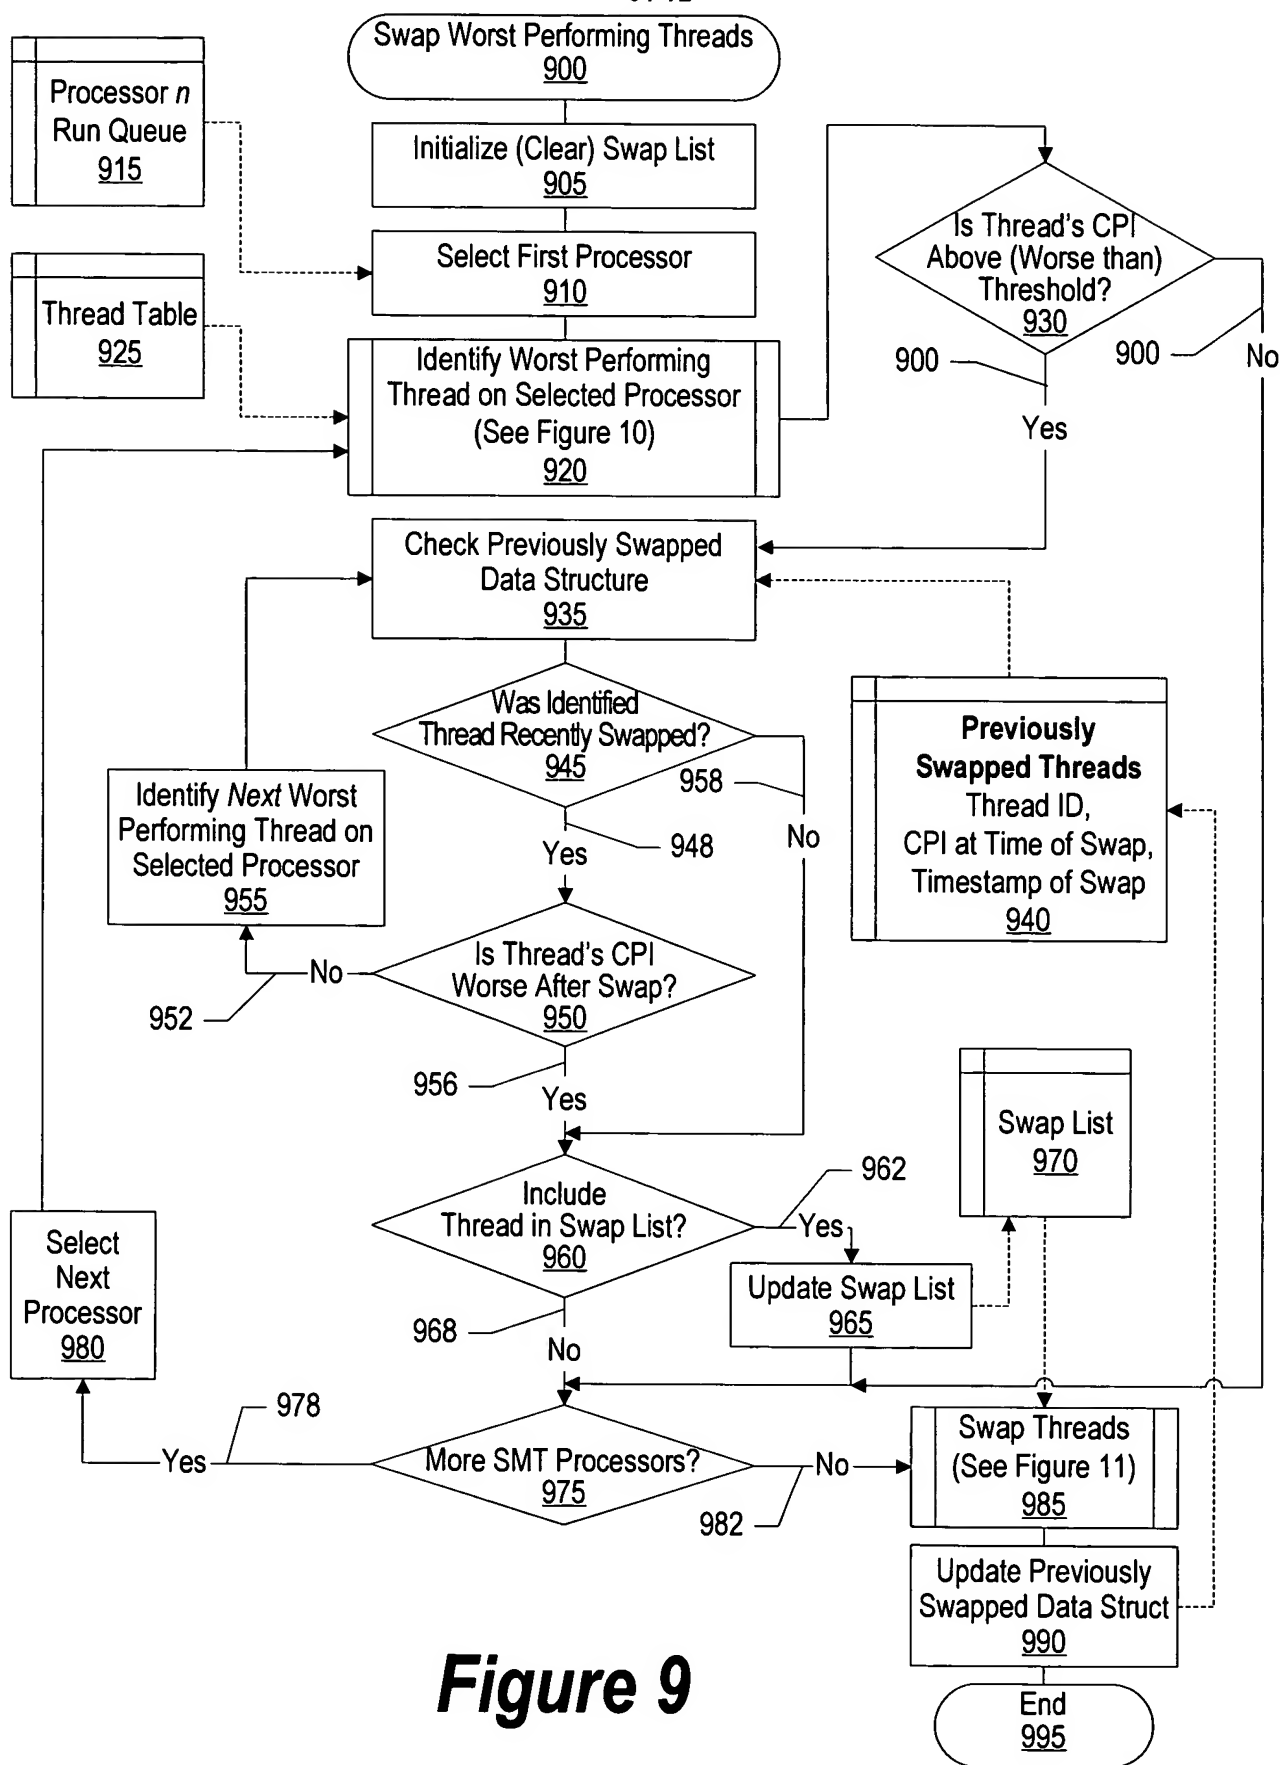 Swap Worst Performing Threads
900
Processor n
Run Queue
915
Initialize (Clear) Swap List
905
Select First Processor
910
Thread Table
925
Identify Worst Performing
Thread on Selected Processor
(See Figure 10)
920
Is Thread's CPI
Above (Worse than)
Threshold?
930
900
900
No
Yes
Check Previously Swapped
Data Structure
935
Was Identified
Thread Recently Swapped?
945
958
No
948
Yes
Previously
Swapped Threads
Thread ID,
CPI at Time of Swap,
Timestamp of Swap
940
Identify Next Worst
Performing Thread on
Selected Processor
955
Is Thread's CPI
Worse After Swap?
950
No
952
956
Yes
Swap List
970
Include
Thread in Swap List?
960
962
Yes
Update Swap List
965
968
No
Select
Next
Processor
980
978
Yes
More SMT Processors?
975
No
982
Swap Threads
(See Figure 11)
985
Update Previously
Swapped Data Struct
990
End
995
Figure 9